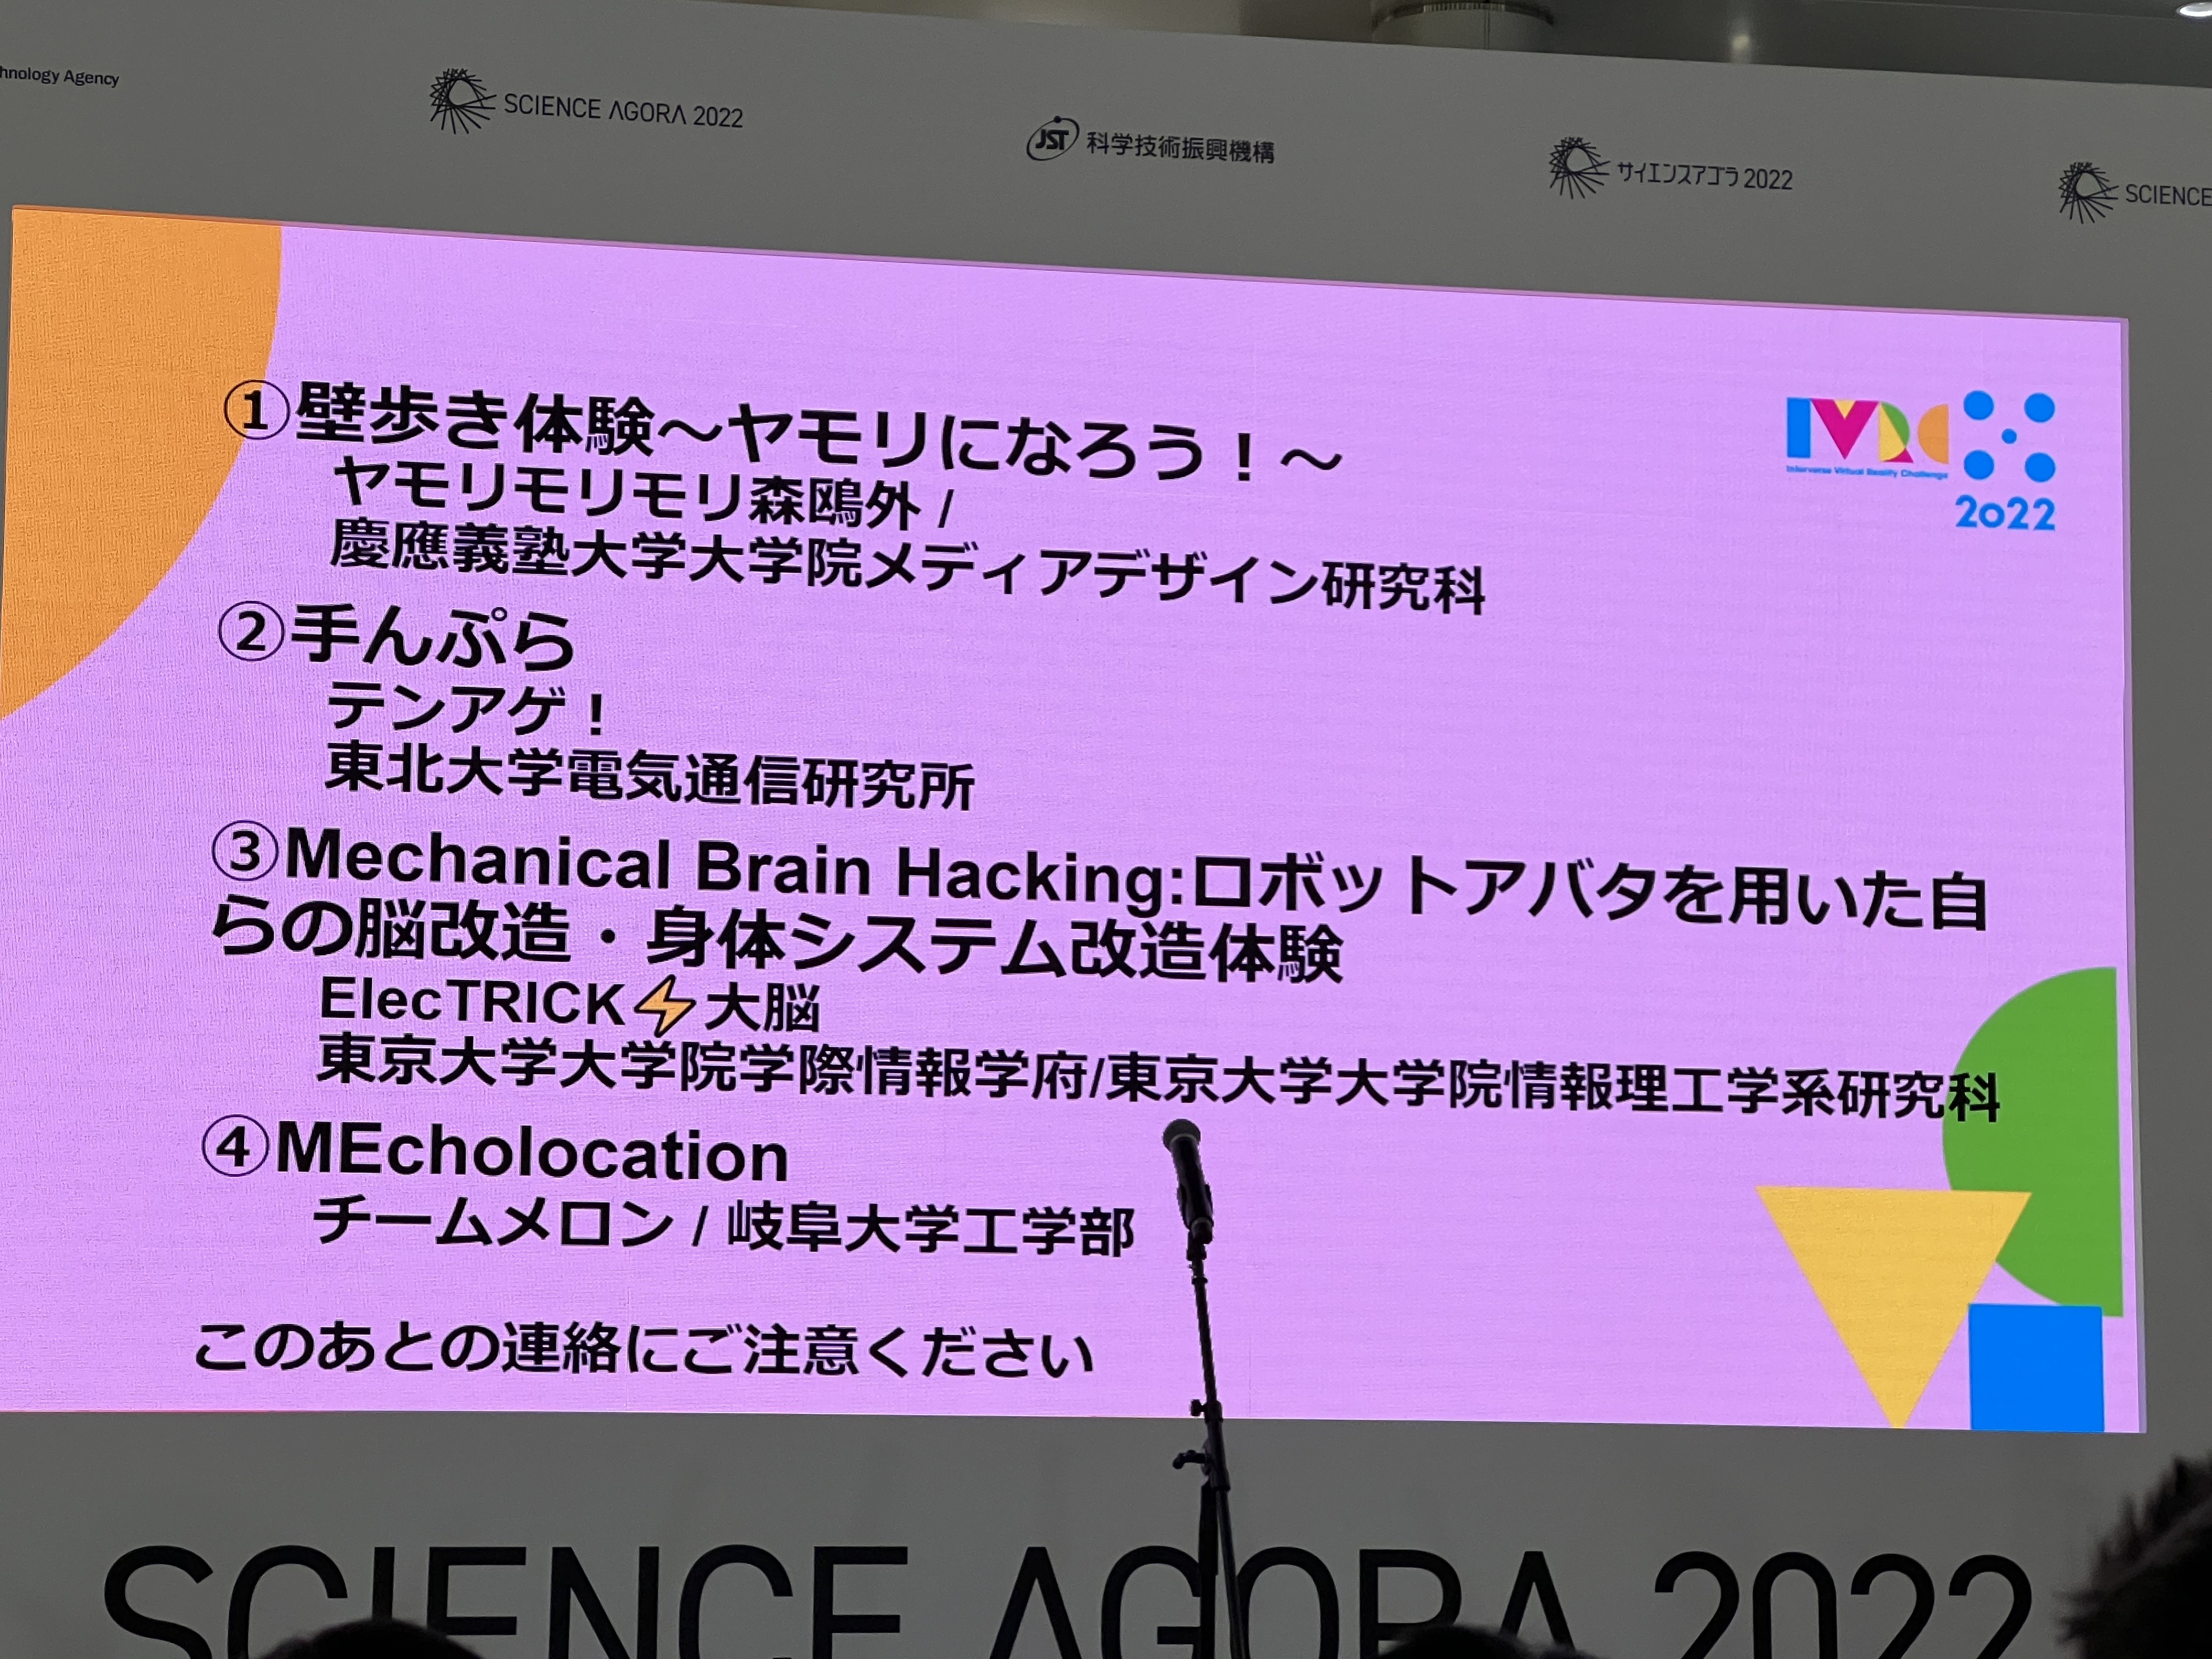 hnology Agency
SCIENCE AGORA 2022
JST 科学技術振興機構
サイエンスアゴラ 2022
SCIENCE
①壁歩き体験～ヤモリになろう！～
ヤモリモリモリ森鴎外 /
慶應義塾大学大学院メディアデザイン研究科
②手んぷら
テンアゲ！
東北大学電気通信研究所
③Mechanical Brain Hacking:ロボットアバタを用いた自
らの脳改造・身体システム改造体験
ElecTRICK⚡大脳
東京大学大学院学際情報学府/東京大学大学院情報理工学系研究科
④MEcholocation
チームメロン / 岐阜大学工学部
このあとの連絡にご注意ください
IVRC
Interverse Virtual Reality Challenge
2022
SCIENCE AGORA 2022